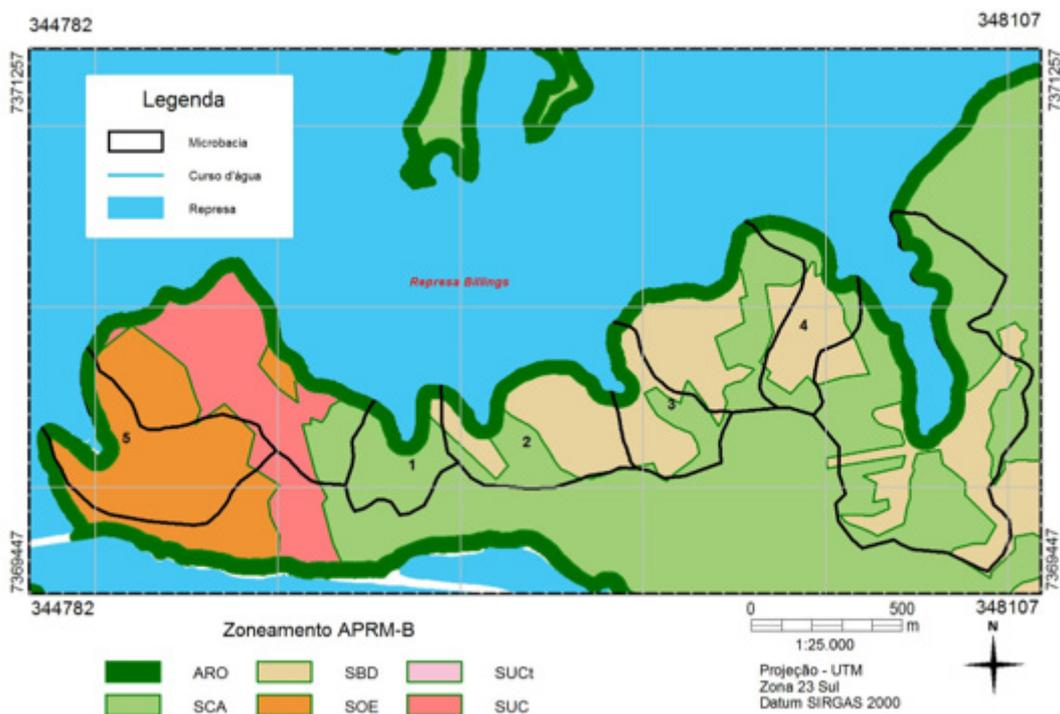 344782 348107
7371257 7371257
Legenda
Microbacia
Curso d'água
Represa
Represa Billings
4
3
5
2
1
7369447 7369447
344782 348107
Zoneamento APRM-B
ARO SBD SUCt
SCA SOE SUC
0 500
m
1:25.000
Projeção - UTM
Zona 23 Sul
Datum SIRGAS 2000
N